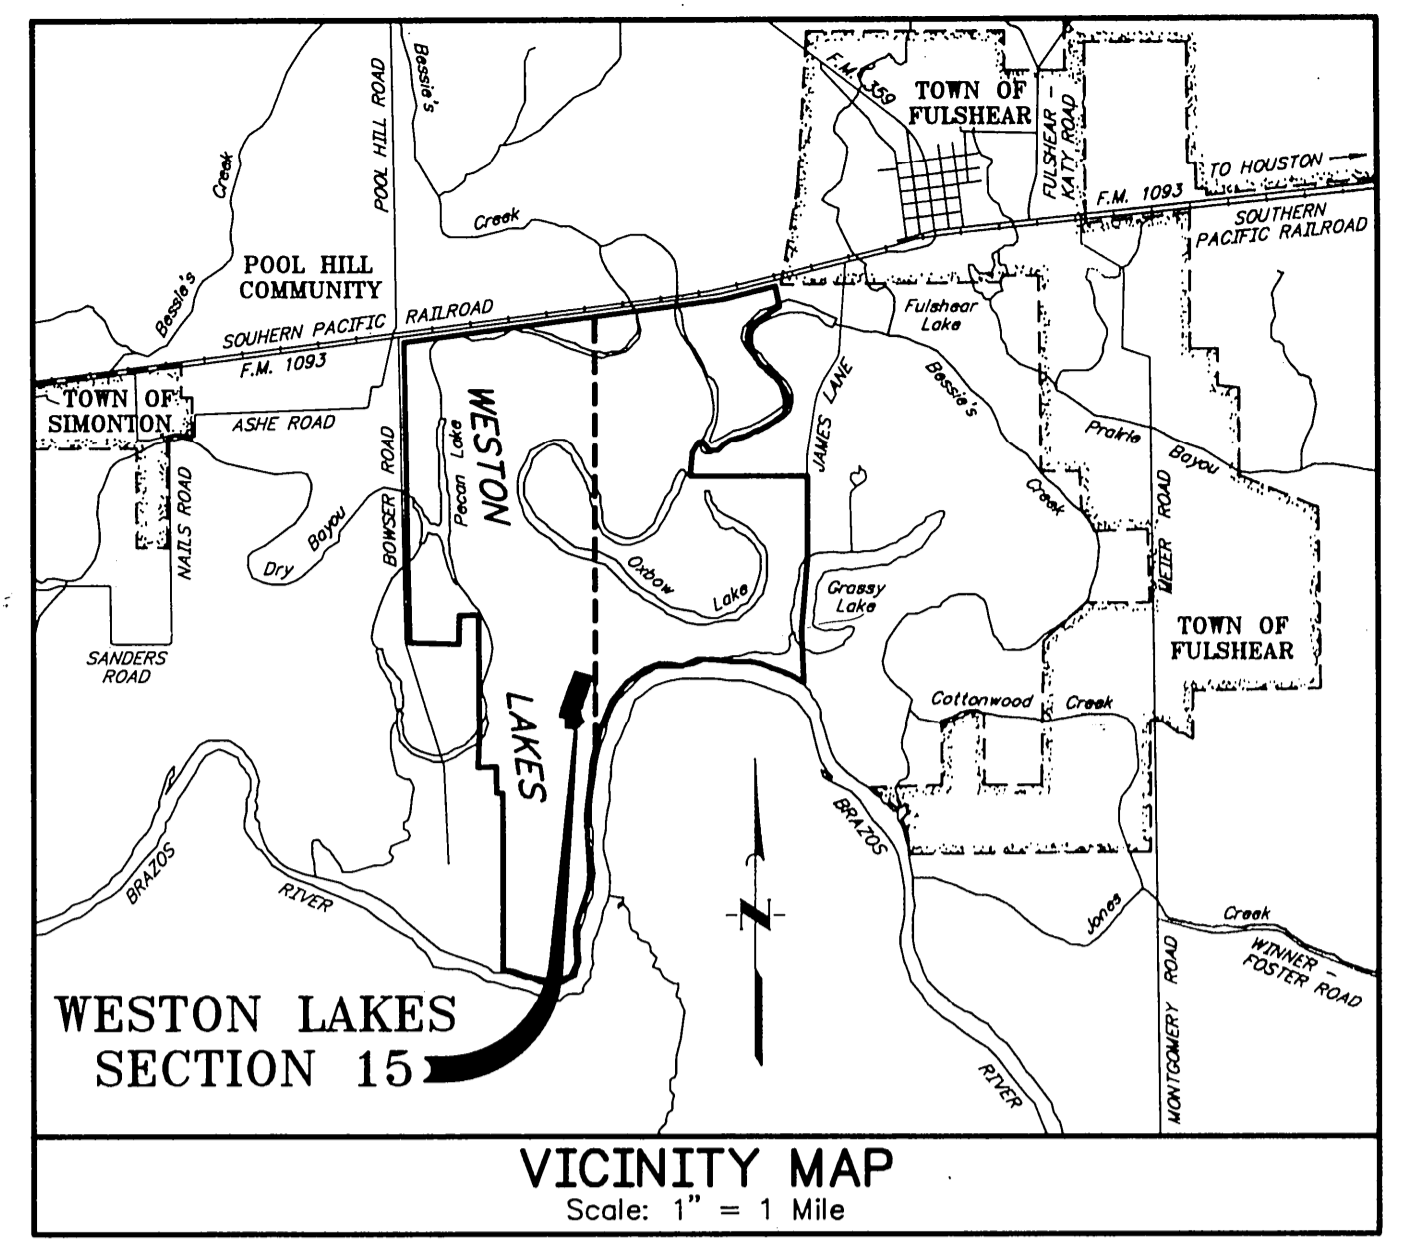 Bessie's
POOL HILL ROAD
Creek
Creek
F.M. 359
TOWN OF
FULSHEAR
FULSHEAR -
KATY ROAD
TO HOUSTON
F.M. 1093
SOUTHERN
PACIFIC RAILROAD
POOL HILL
COMMUNITY
Bessie's
SOUHERN PACIFIC RAILROAD
F.M. 1093
Fulshear
Lake
TOWN OF
SIMONTON
ASHE ROAD
BOWSER ROAD
Pecan Lake
WESTON
JAMES LANE
Bessie's
Creek
Prairie
Bayou
NAILS ROAD
Dry Bayou
Oxbow
Lake
Grassy
Lake
MEIER ROAD
SANDERS
ROAD
TOWN OF
FULSHEAR
LAKES
Cottonwood Creek
BRAZOS
RIVER
BRAZOS
N
Jones
Creek
WINNER -
FOSTER ROAD
WESTON LAKES
SECTION 15
RIVER
MONTGOMERY ROAD
VICINITY MAP
Scale: 1" = 1 Mile